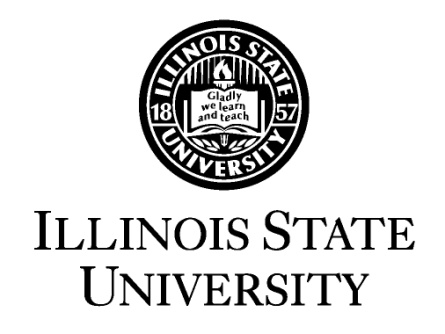 ILLINOIS STATE
18 57
Gladly
we learn
and teach
UNIVERSITY
ILLINOIS STATE
UNIVERSITY